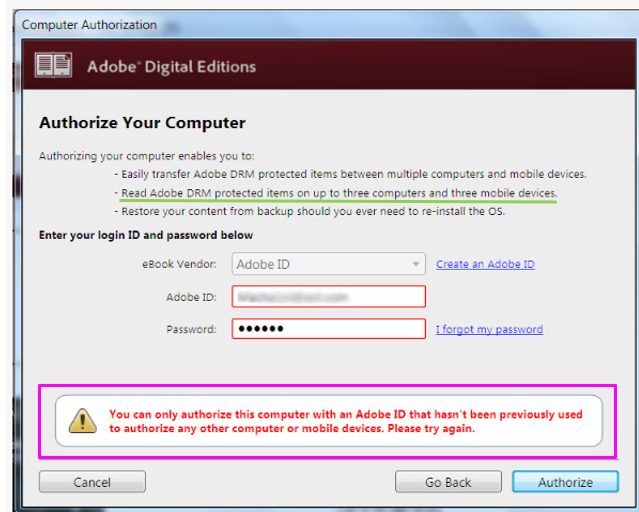 Computer Authorization
Adobe® Digital Editions
Authorize Your Computer
Authorizing your computer enables you to:
- Easily transfer Adobe DRM protected items between multiple computers and mobile devices.
- Read Adobe DRM protected items on up to three computers and three mobile devices.
- Restore your content from backup should you ever need to re-install the OS.
Enter your login ID and password below
eBook Vendor: Adobe ID Create an Adobe ID
Adobe ID:
Password: ●●●●●● I forgot my password
You can only authorize this computer with an Adobe ID that hasn't been previously used
to authorize any other computer or mobile devices. Please try again.
Cancel Go Back Authorize